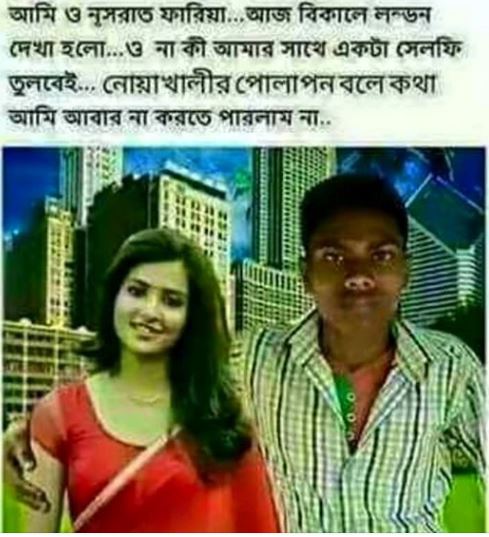 আমি ও নূসরাত ফারিয়া...আজ বিকালে লন্ডন
দেখা হলো...ও না কী আমার সাথে একটা সেলফি
তুলবেই... নোয়াখালীর পোলাপন বলে কথা
আমি আবার না করতে পারলাম না..